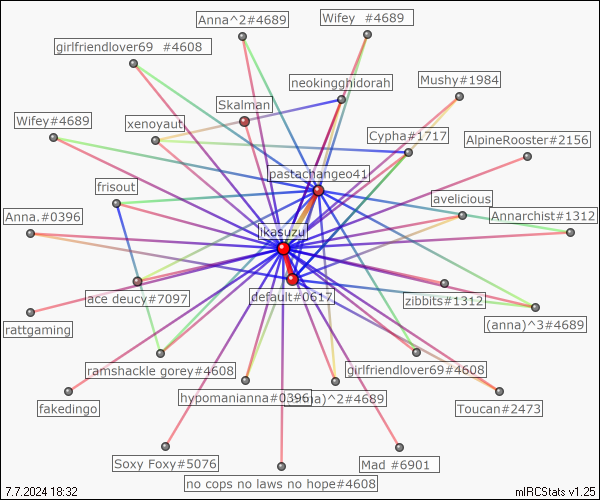 Anna^2#4689
Wifey #4689
girlfriendlover69 #4608
neokingghidorah
Mushy#1984
Skalman
Wifey#4689
xenoyaut
Cypha#1717
AlpineRooster#2156
pastachangeo41
frisout
avelicious
Anna.#0396
Annarchist#1312
ikasuzu
ace deucy#7097
default#0617
zibbits#1312
rattgaming
(anna)^3#4689
ramshackle gorey#4608
girlfriendlover69#4608
hypomanianna#0396
)^2#4689
fakedingo
Toucan#2473
Soxy Foxy#5076
Mad #6901
no cops no laws no hope#4608
7.7.2024 18:32
mIRCStats v1.25